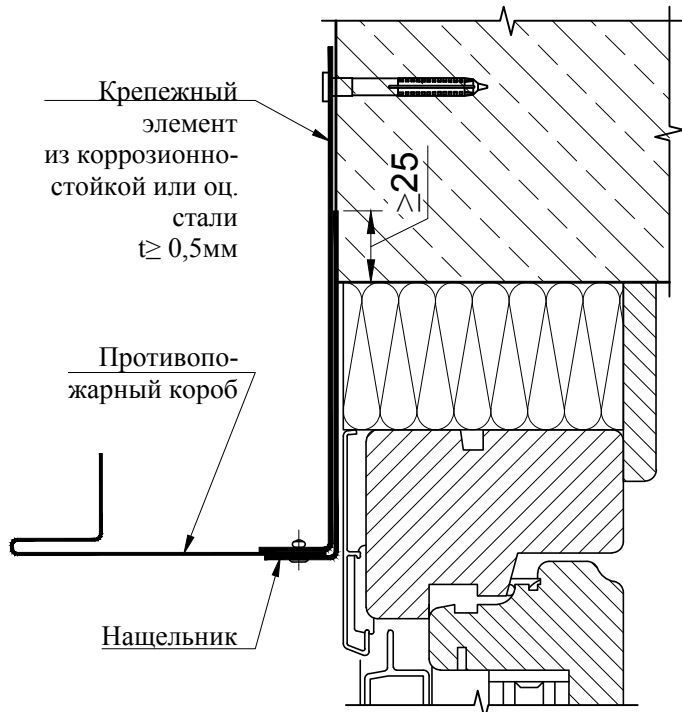 Крепежный
элемент
из коррозионно-
стойкой или оц.
стали
t≥ 0,5мм
≥25
Противопо-
жарный короб
Нащельник